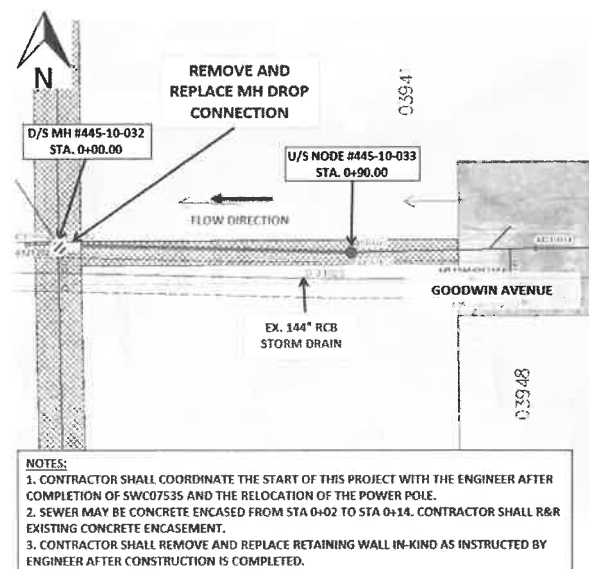 N
REMOVE AND
REPLACE MH DROP
CONNECTION
03941
D/S MH #445-10-032
STA. 0+00.00
U/S NODE #445-10-033
STA. 0+90.00
FLOW DIRECTION
GOODWIN AVENUE
EX. 144" RCB
STORM DRAIN
03948
NOTES:
1. CONTRACTOR SHALL COORDINATE THE START OF THIS PROJECT WITH THE ENGINEER AFTER
COMPLETION OF SWC07535 AND THE RELOCATION OF THE POWER POLE.
2. SEWER MAY BE CONCRETE ENCASED FROM STA 0+02 TO STA 0+14. CONTRACTOR SHALL R&R
EXISTING CONCRETE ENCASEMENT.
3. CONTRACTOR SHALL REMOVE AND REPLACE RETAINING WALL IN-KIND AS INSTRUCTED BY
ENGINEER AFTER CONSTRUCTION IS COMPLETED.